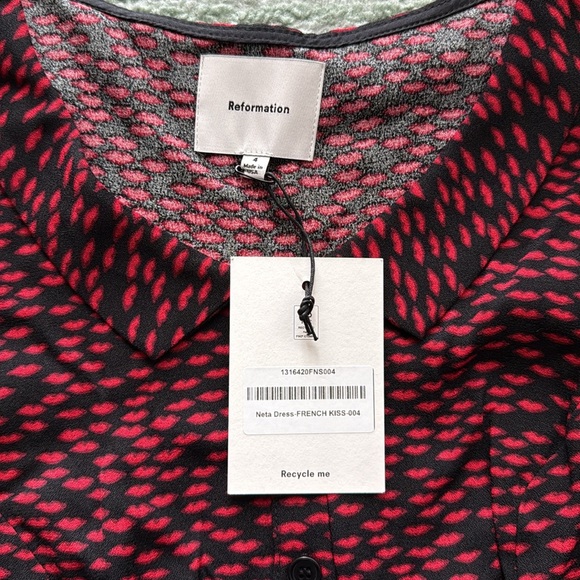 Reformation
4
Made in
1316420FNS004
Neta Dress-FRENCH KISS-004
Recycle me